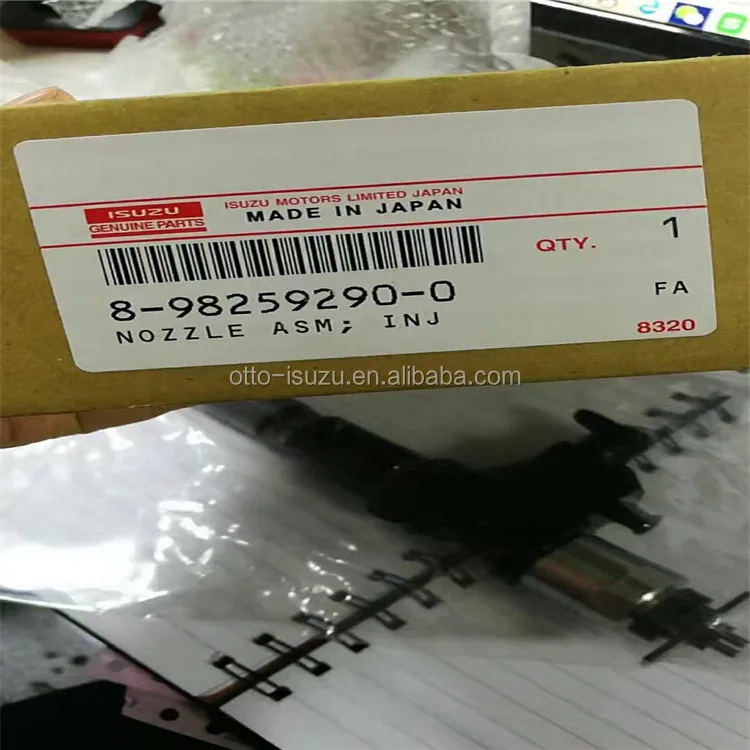 ISUZU
GENUINE PARTS
ISUZU MOTORS LIMITED JAPAN
MADE IN JAPAN
QTY. 1
8-98259290-0
FA
NOZZLE ASM; INJ
8320
otto-isuzu.en.alibaba.com